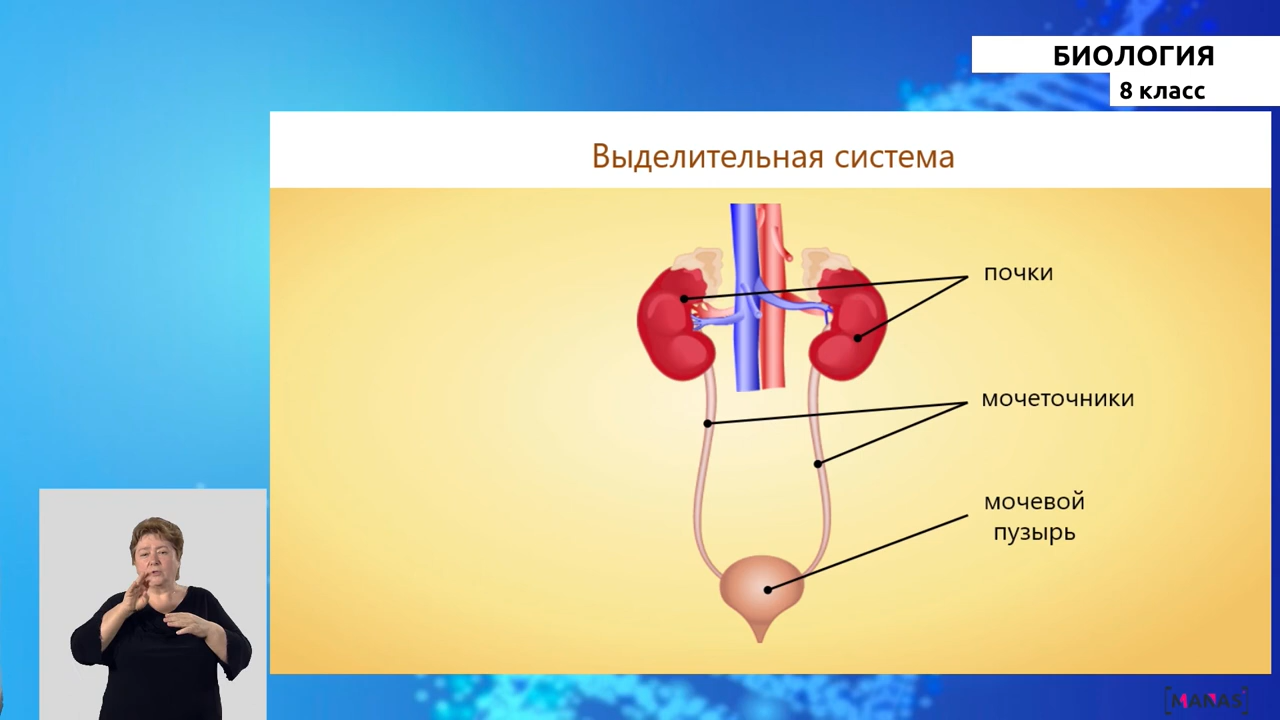 БИОЛОГИЯ
8 класс
Выделительная система
почки
мочеточники
мочевой
пузырь
MANAS